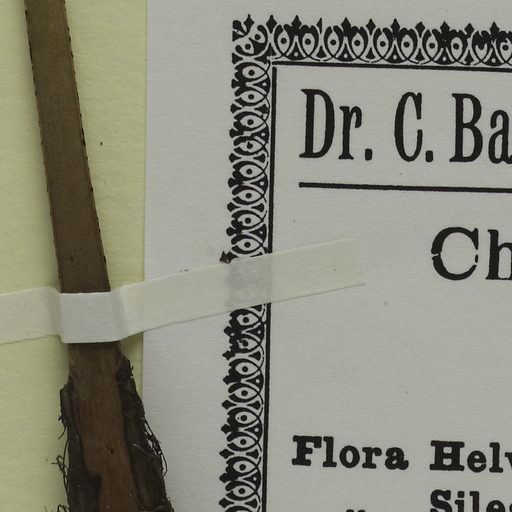 Dr. C. Ba
Ch
Flora Helv
Siles